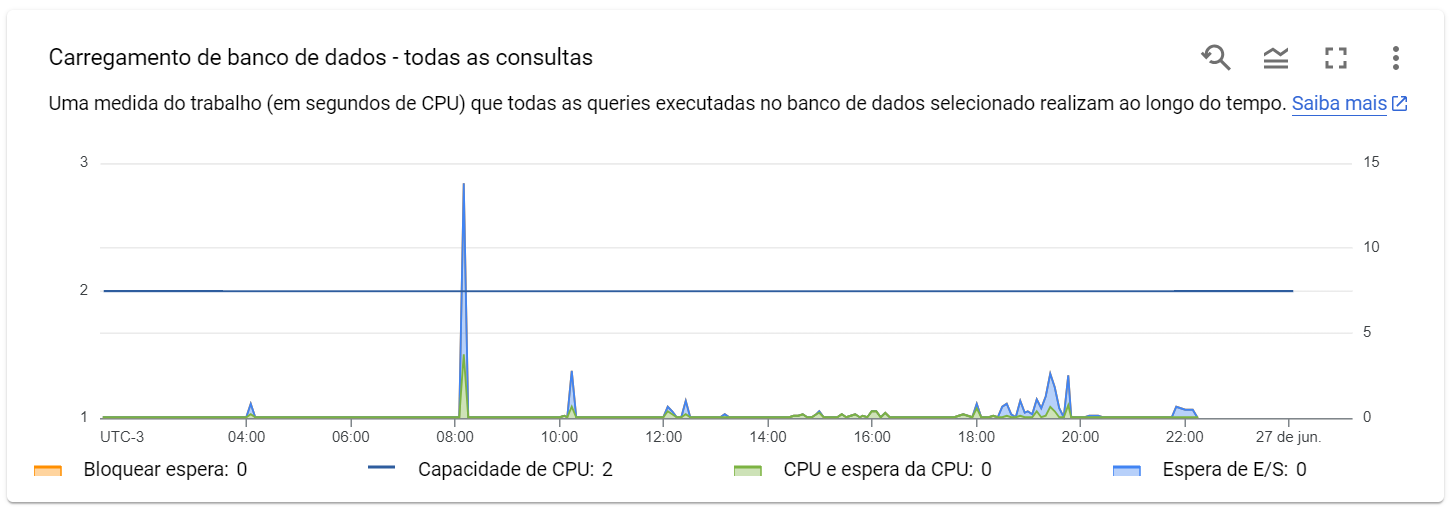 Carregamento de banco de dados - todas as consultas
Uma medida do trabalho (em segundos de CPU) que todas as queries executadas no banco de dados selecionado realizam ao longo do tempo. Saiba mais
3 15
10
2
5
1 0
UTC-3 04:00 06:00 08:00 10:00 12:00 14:00 16:00 18:00 20:00 22:00 27 de jun.
Bloquear espera: 0 Capacidade de CPU: 2 CPU e espera da CPU: 0 Espera de E/S: 0